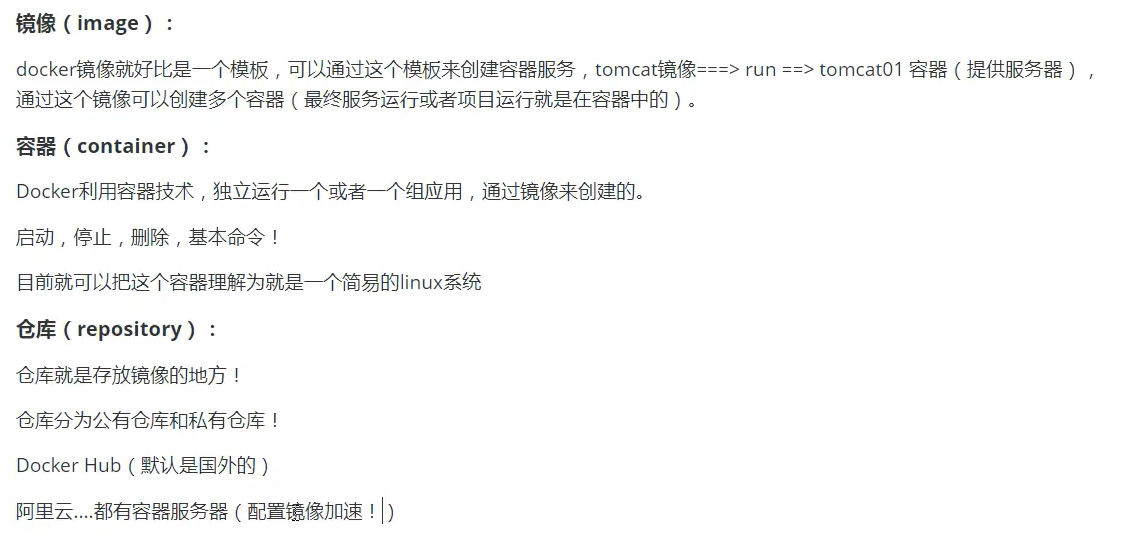 镜像（image）：
docker镜像就好比是一个模板，可以通过这个模板来创建容器服务，tomcat镜像===> run ==> tomcat01 容器（提供服务器），
通过这个镜像可以创建多个容器（最终服务运行或者项目运行就是在容器中的）。
容器（container）：
Docker利用容器技术，独立运行一个或者一个组应用，通过镜像来创建的。
启动，停止，删除，基本命令！
目前就可以把这个容器理解为就是一个简易的linux系统
仓库（repository）：
仓库就是存放镜像的地方！
仓库分为公有仓库和私有仓库！
Docker Hub（默认是国外的）
阿里云....都有容器服务器（配置镜像加速！）